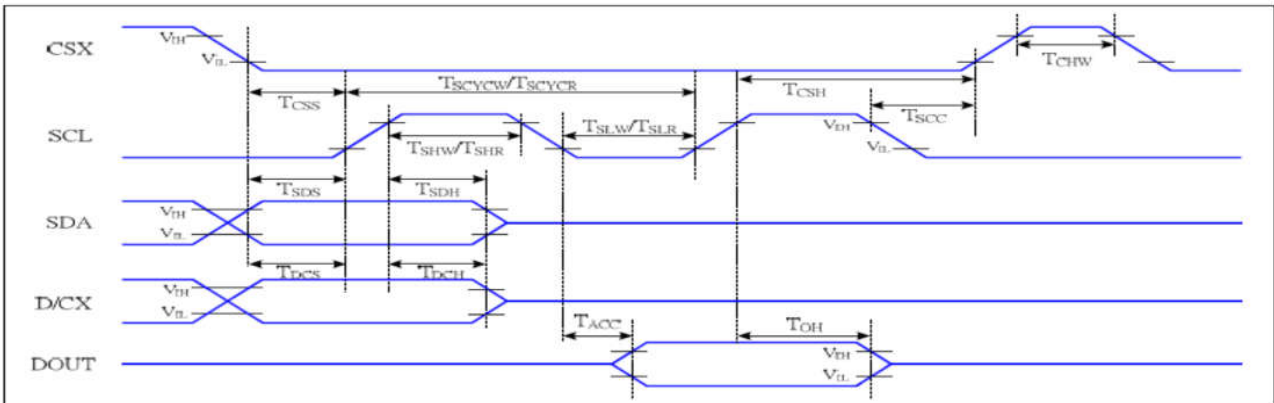 CSX
VIH
VIL
TCSS
TSCYCW/TSCYCR
TCSH
TCHW
TSCC
SCL
TSHW/TSHR
TSLW/TSLR
VIH
VIL
TSDS
TSDH
SDA
VIH
VIL
TDCS
TDCH
D/CX
VIH
VIL
TACC
TOH
DOUT
VIH
VIL